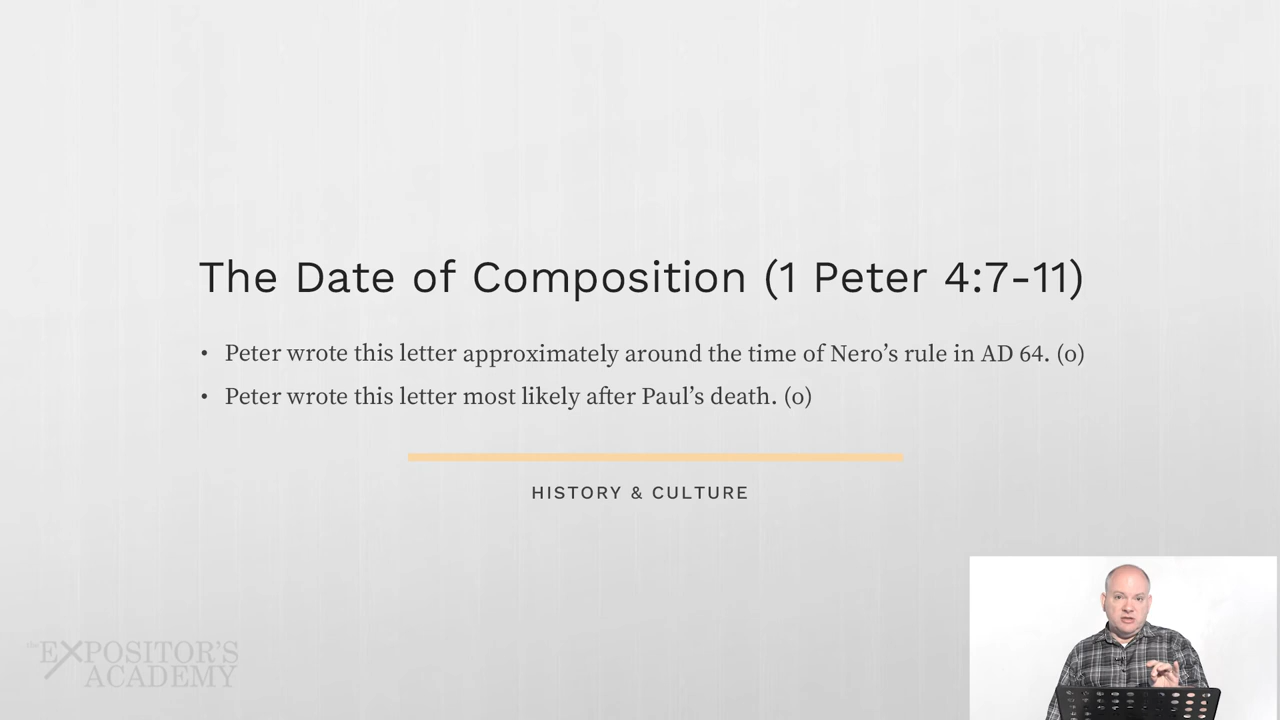 The Date of Composition (1 Peter 4:7-11)
• Peter wrote this letter approximately around the time of Nero’s rule in AD 64. (o)
• Peter wrote this letter most likely after Paul’s death. (o)
HISTORY & CULTURE
the EXPOSITOR'S
ACADEMY